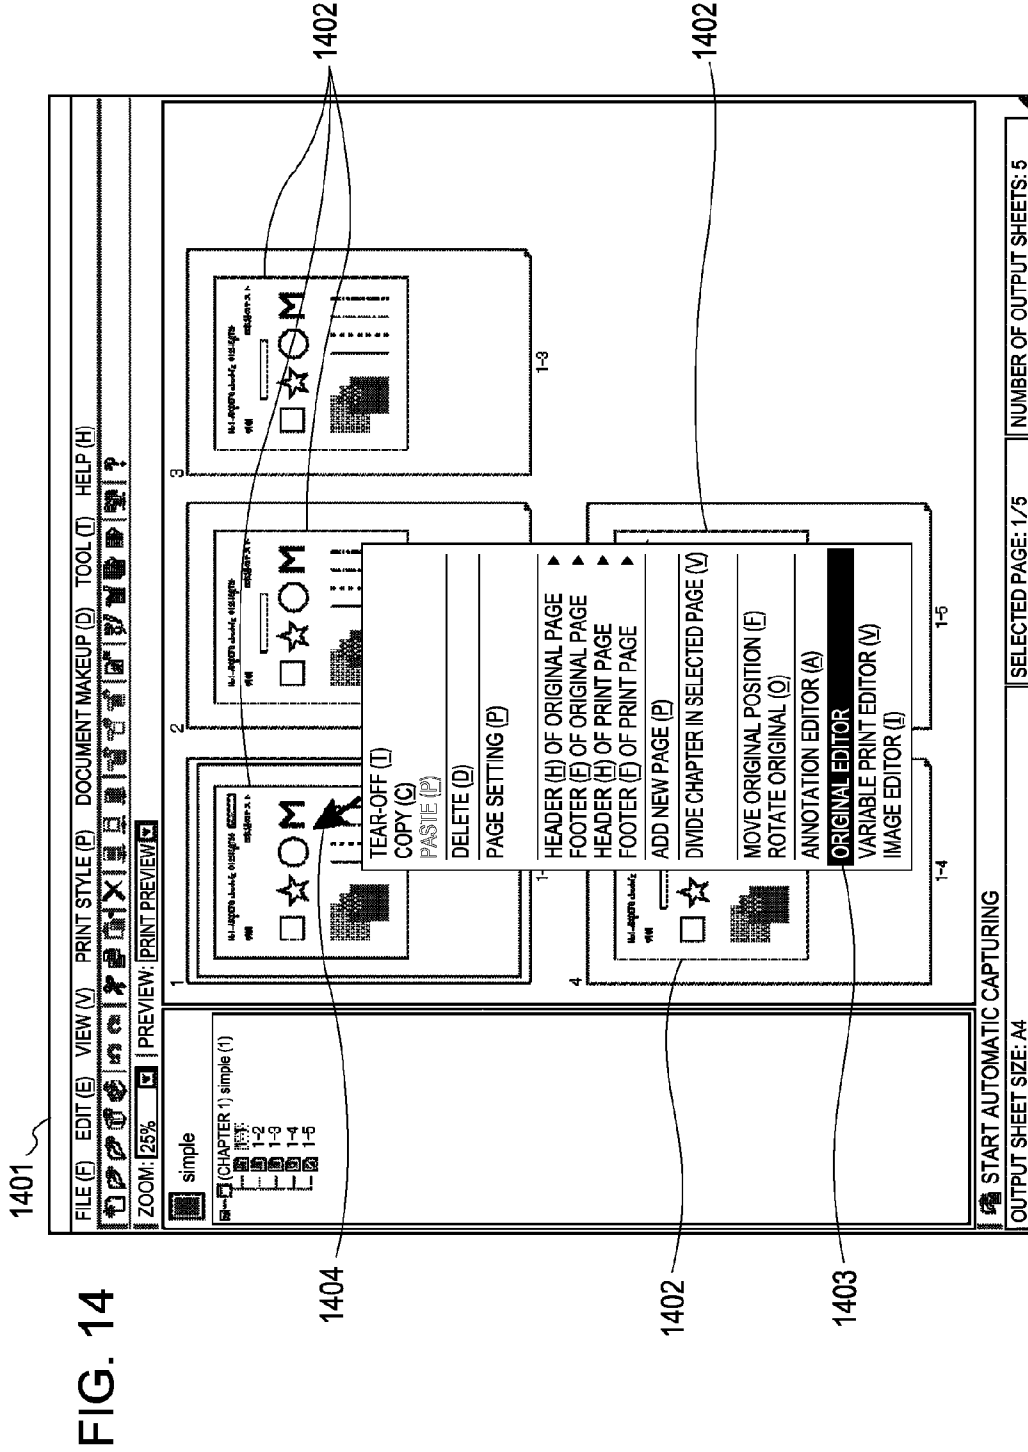 FIG. 14
1401
FILE (F) EDIT (E) VIEW (V) PRINT STYLE (P) DOCUMENT MAKEUP (D) TOOL (T) HELP (H)
ZOOM: 25% PREVIEW: PRINT PREVIEW
simple
(CHAPTER 1) simple (1)
1-2
1-3
1-4
1-5
1
2
3
1-3
4
1-4
1-5
TEAR-OFF (T)
COPY (C)
PASTE (P)
DELETE (D)
PAGE SETTING (P)
HEADER (H) OF ORIGINAL PAGE
FOOTER (F) OF ORIGINAL PAGE
HEADER (H) OF PRINT PAGE
FOOTER (F) OF PRINT PAGE
ADD NEW PAGE (P)
DIVIDE CHAPTER IN SELECTED PAGE (V)
MOVE ORIGINAL POSITION (F)
ROTATE ORIGINAL (O)
ANNOTATION EDITOR (A)
ORIGINAL EDITOR
VARIABLE PRINT EDITOR (V)
IMAGE EDITOR (I)
START AUTOMATIC CAPTURING
OUTPUT SHEET SIZE: A4 SELECTED PAGE: 1/5 NUMBER OF OUTPUT SHEETS: 5
1402
1402
1404
1402
1403